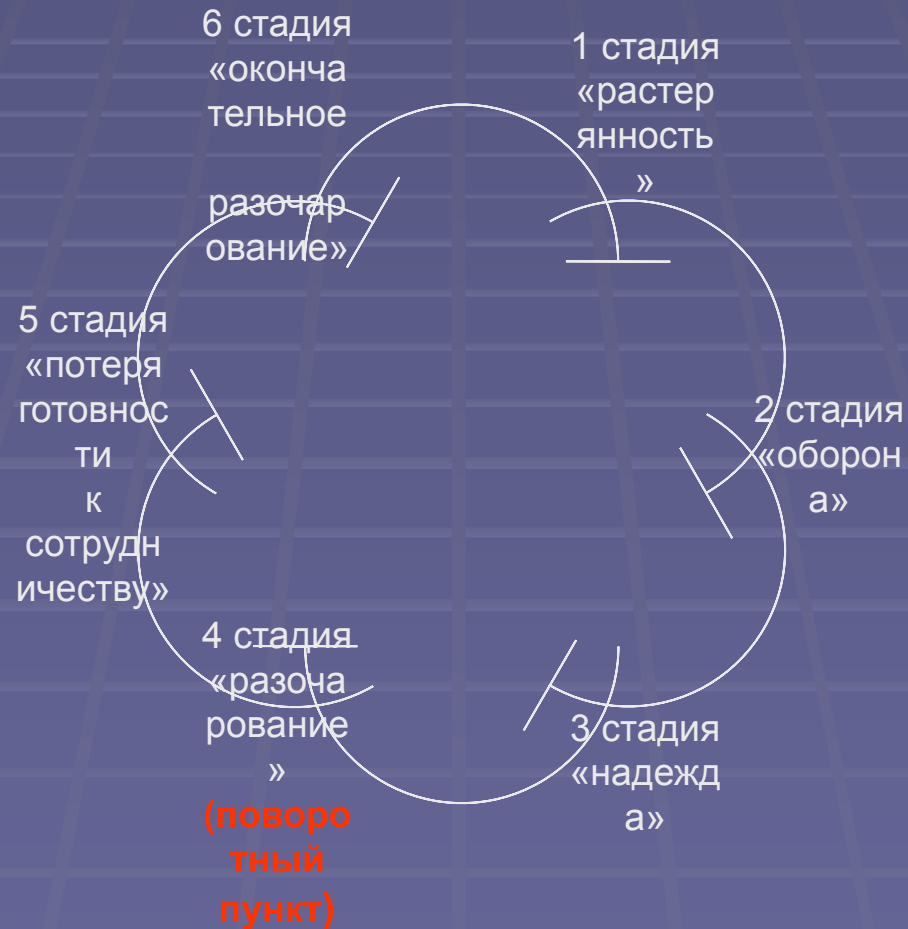 6 стадия
«оконча
тельное
разочар
ование»
1 стадия
«растер
янность
»
2 стадия
«оборон
а»
3 стадия
«надежд
а»
4 стадия
«разоча
рование
»
(поворо
тный
пункт)
5 стадия
«потеря
готовнос
ти
к
сотрудн
ичеству»